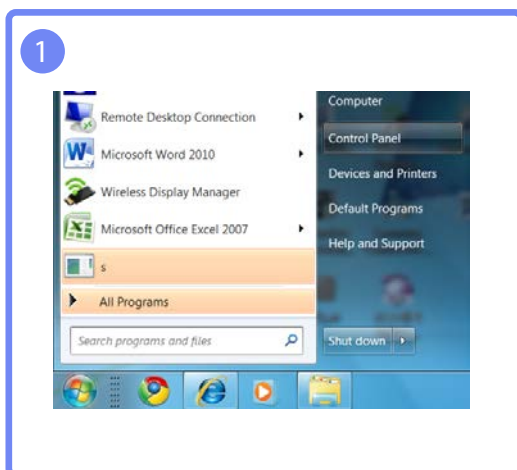 1
Remote Desktop Connection
Microsoft Word 2010
Wireless Display Manager
Microsoft Office Excel 2007
s
All Programs
Search programs and files
Computer
Control Panel
Devices and Printers
Default Programs
Help and Support
Shut down